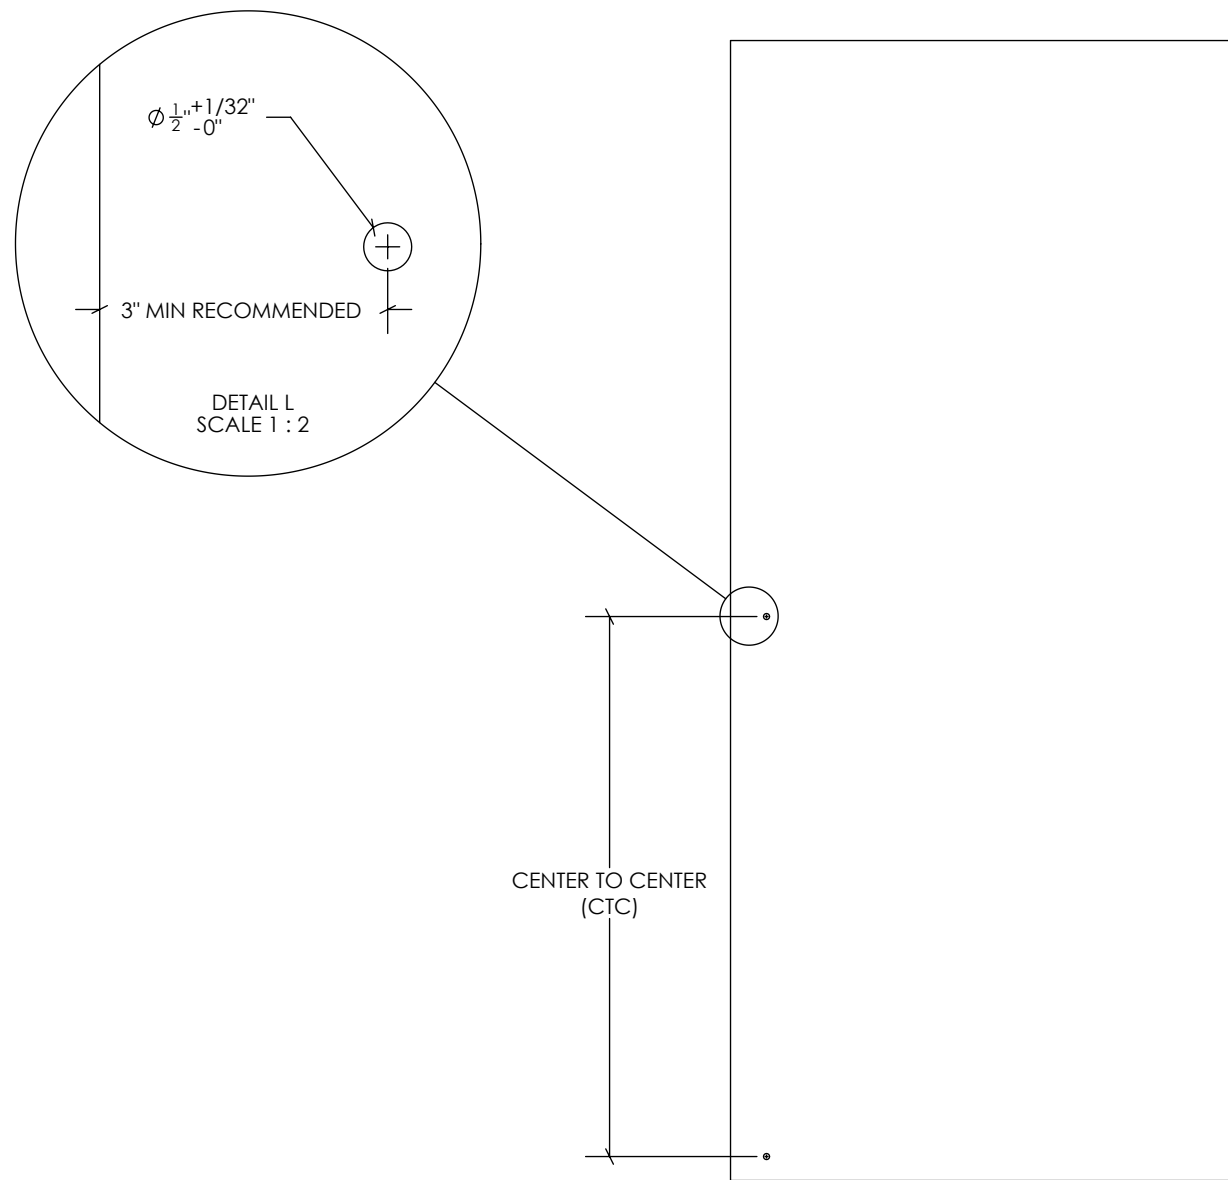 Ø 1/2" +1/32"
-0"
3" MIN RECOMMENDED
DETAIL L
SCALE 1 : 2
CENTER TO CENTER
(CTC)